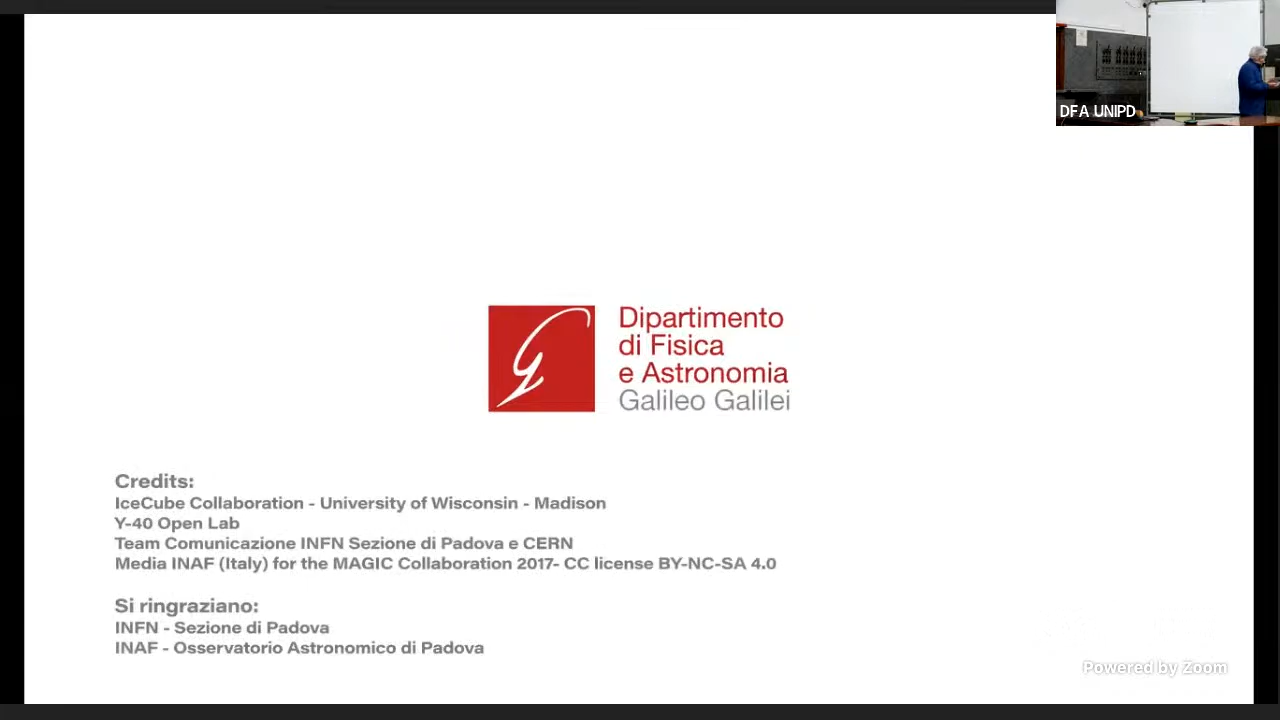 DFA UNIPD
Dipartimento
di Fisica
e Astronomia
Galileo Galilei
Credits:
IceCube Collaboration - University of Wisconsin - Madison
Y-40 Open Lab
Team Comunicazione INFN Sezione di Padova e CERN
Media INAF (Italy) for the MAGIC Collaboration 2017- CC license BY-NC-SA 4.0
Si ringraziano:
INFN - Sezione di Padova
INAF - Osservatorio Astronomico di Padova
Powered by Zoom